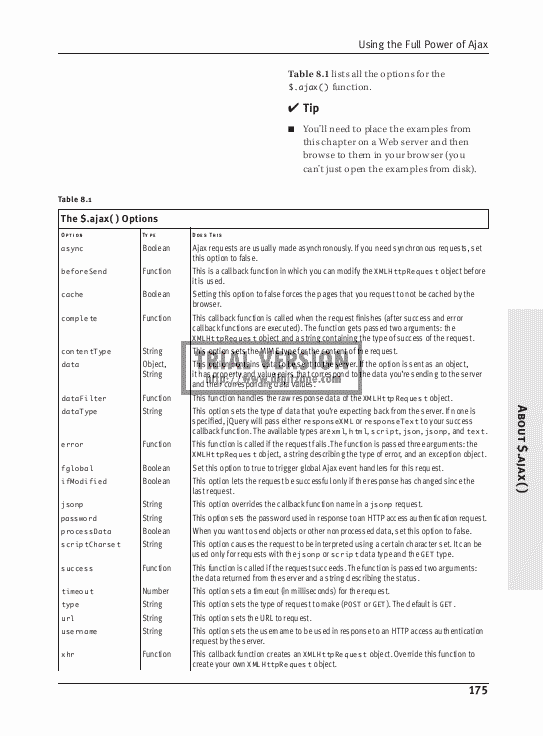 Using the Full Power of Ajax
Table 8.1 lists all the options for the
$.ajax() function.
✔ Tip
■ You'll need to place the examples from
this chapter on a Web server and then
browse to them in your browser (you
can't just open the examples from disk).
Table 8.1
The $.ajax() Options
Option Type Does This
async Boolean Ajax requests are usually made asynchronously. If you need synchronous requests, set
this option to false.
beforeSend Function This is a callback function in which you can modify the XMLHttpRequest object before
it is used.
cache Boolean Setting this option to false forces the pages that you request to not be cached by the
browser.
complete Function This callback function is called when the request finishes (after success and error
callback functions are executed). The function gets passed two arguments: the
XMLHttpRequest object and a string containing the type of success of the request.
contentType String This option sets the MIME type for the content of the request.
data Object, This option contains data to be sent to the server. If the option is sent as an object,
String it has property and value pairs that correspond to the data you're sending to the server
and their corresponding data values.
TRIAL VERSION
http://www.oigitzone.com
dataFilter Function This function handles the raw response data of the XMLHttpRequest object.
dataType String This option sets the type of data that you're expecting back from the server. If none is
specified, jQuery will pass either responseXML or responseText to your success
callback function. The available types are xml, html, script, json, jsonp, and text.
error Function This function is called if the request fails. The function is passed three arguments: the
XMLHttpRequest object, a string describing the type of error, and an exception object.
fglobal Boolean Set this option to true to trigger global Ajax event handlers for this request.
ifModified Boolean This option lets the request be successful only if the response has changed since the
last request.
jsonp String This option overrides the callback function name in a jsonp request.
password String This option sets the password used in response to an HTTP access authentication request.
processData Boolean When you want to send objects or other nonprocessed data, set this option to false.
scriptCharset String This option causes the request to be interpreted using a certain character set. It can be
used only for requests with the jsonp or script data type and the GET type.
success Function This function is called if the request succeeds. The function is passed two arguments:
the data returned from the server and a string describing the status.
timeout Number This option sets a timeout (in milliseconds) for the request.
type String This option sets the type of request to make (POST or GET). The default is GET.
url String This option sets the URL to request.
username String This option sets the username to be used in response to an HTTP access authentication
request by the server.
xhr Function This callback function creates an XMLHttpRequest object. Override this function to
create your own XMLHttpRequest object.
About $.ajax()
175